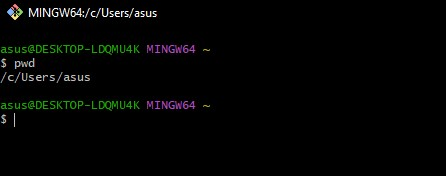 MINGW64:/c/Users/asus
asus@DESKTOP-LDQMU4K MINGW64 ~
$ pwd
/c/Users/asus
asus@DESKTOP-LDQMU4K MINGW64 ~
$